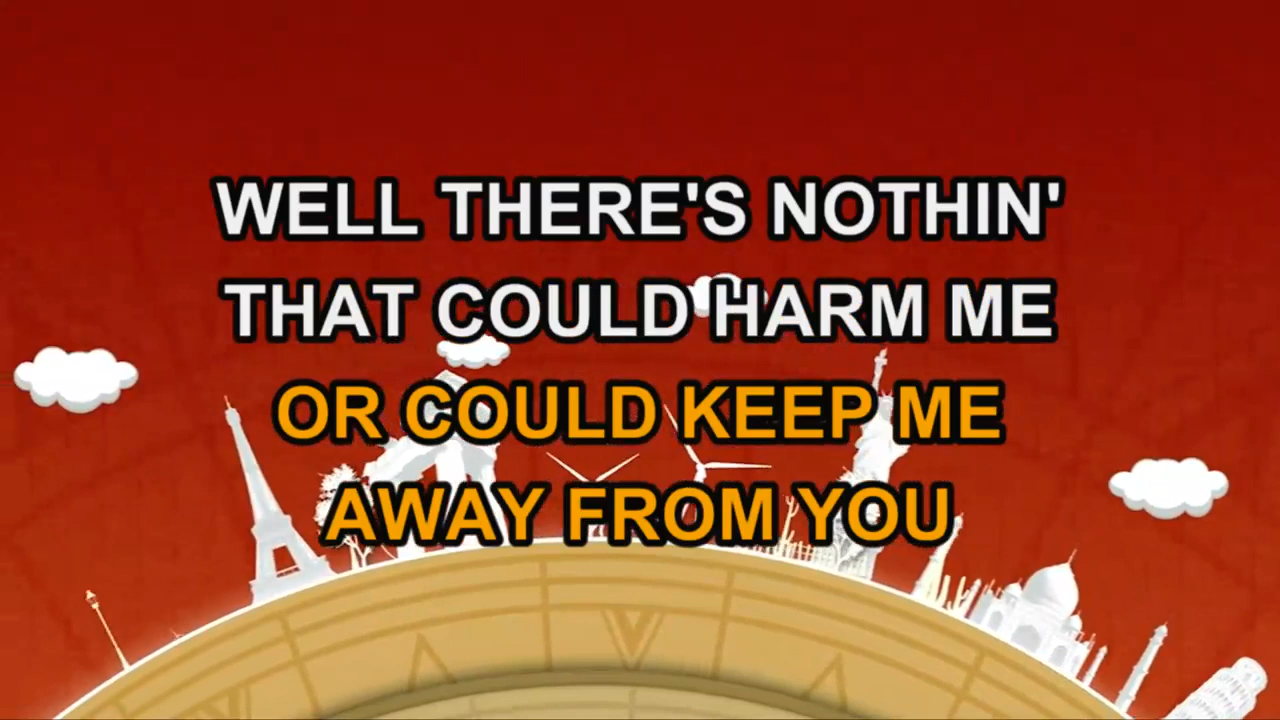 WELL THERE'S NOTHIN'
THAT COULD HARM ME
OR COULD KEEP ME
AWAY FROM YOU